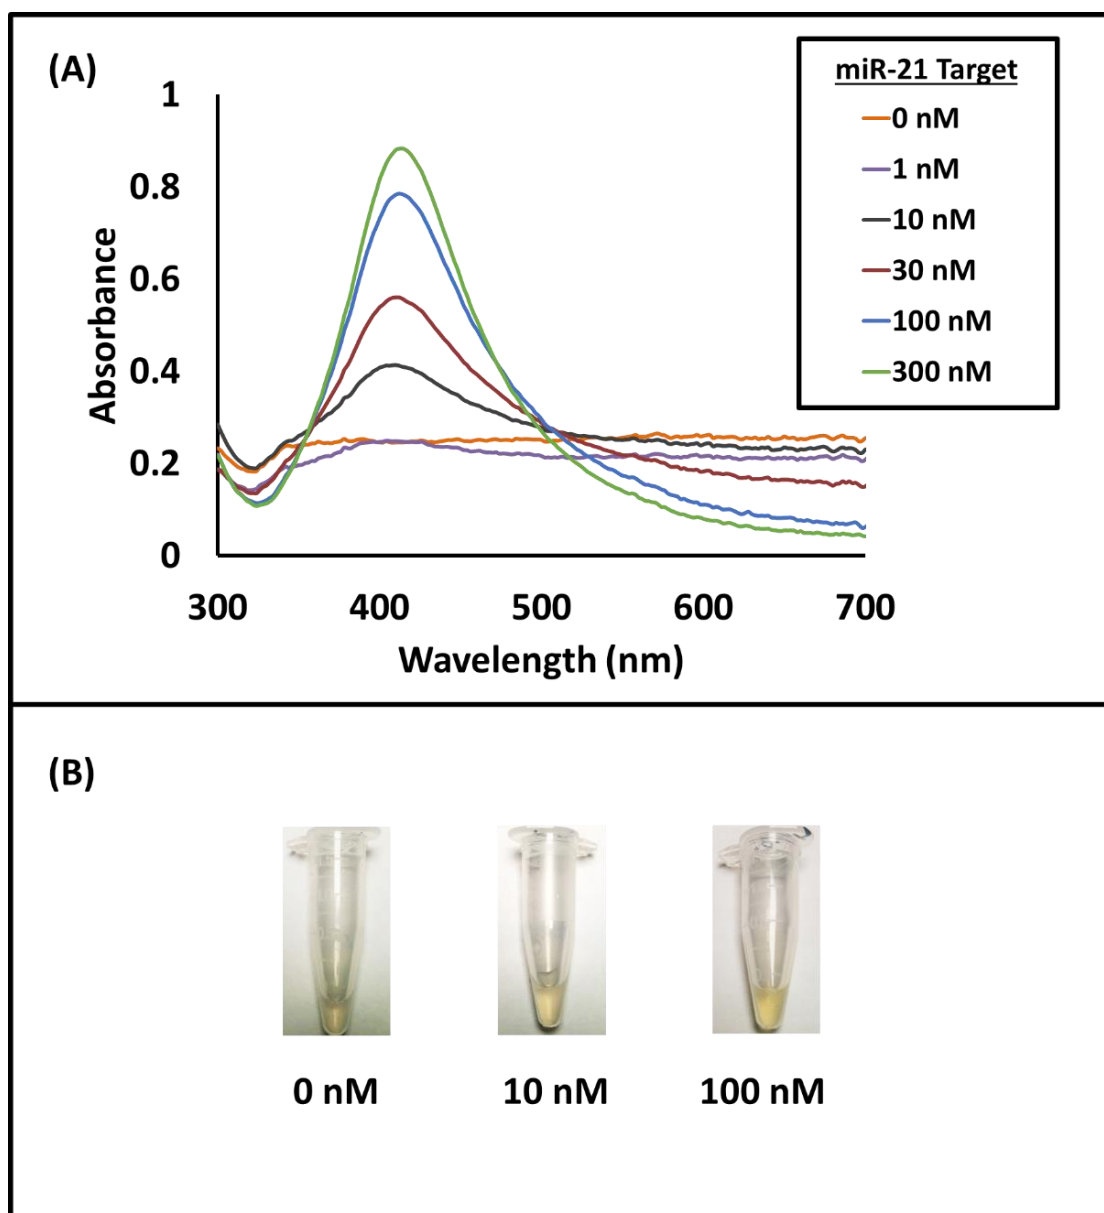 (A)
miR-21 Target
0 nM
1 nM
10 nM
30 nM
100 nM
300 nM
Absorbance
1
0.8
0.6
0.4
0.2
0
300 400 500 600 700
Wavelength (nm)
(B)
0 nM 10 nM 100 nM